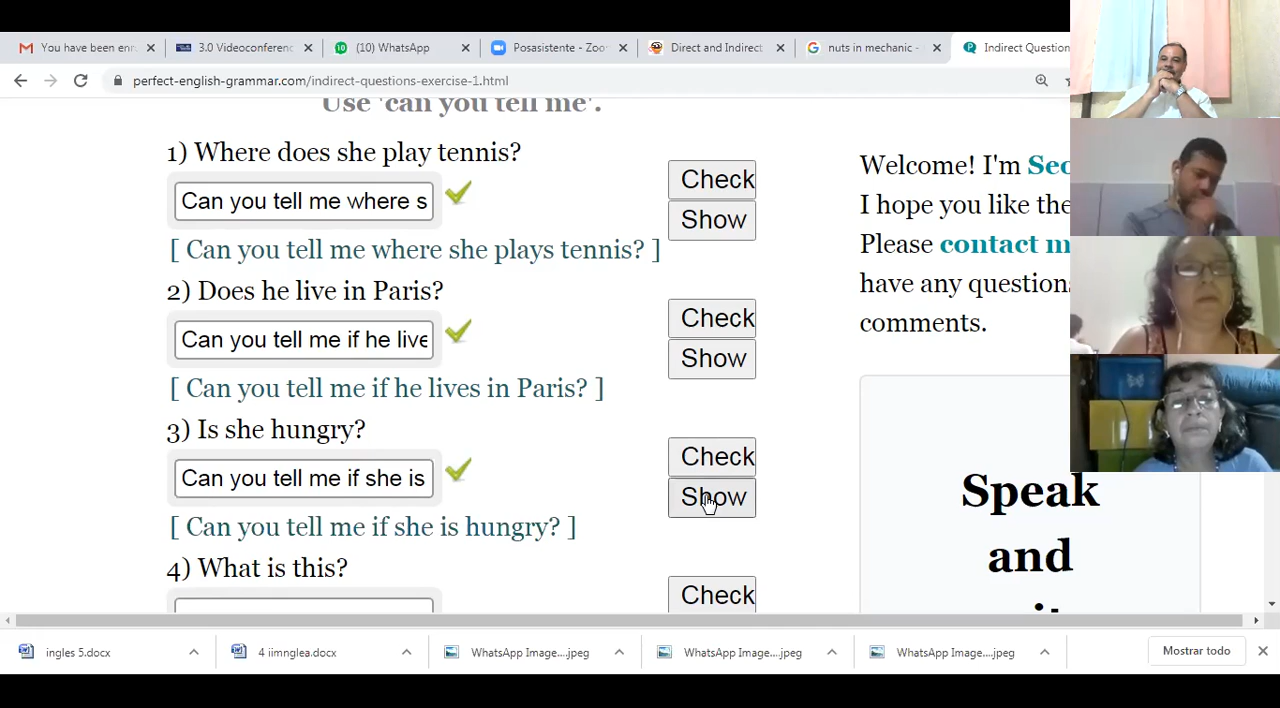 You have been enr
3.0 Videoconferenc
(10) WhatsApp
Posasistente - Zoo
Direct and Indirect
nuts in mechanic -
Indirect Question
perfect-english-grammar.com/indirect-questions-exercise-1.html
Use 'can you tell me'.
1) Where does she play tennis?
Can you tell me where s
Check
Show
[ Can you tell me where she plays tennis? ]
2) Does he live in Paris?
Can you tell me if he live
Check
Show
[ Can you tell me if he lives in Paris? ]
3) Is she hungry?
Can you tell me if she is
Check
Show
[ Can you tell me if she is hungry? ]
4) What is this?
Check
Welcome! I'm Seo
I hope you like the
Please contact m
have any question
comments.
Speak
and
ingles 5.docx
4 iimnglea.docx
WhatsApp Image....jpeg
WhatsApp Image....jpeg
WhatsApp Image....jpeg
Mostrar todo